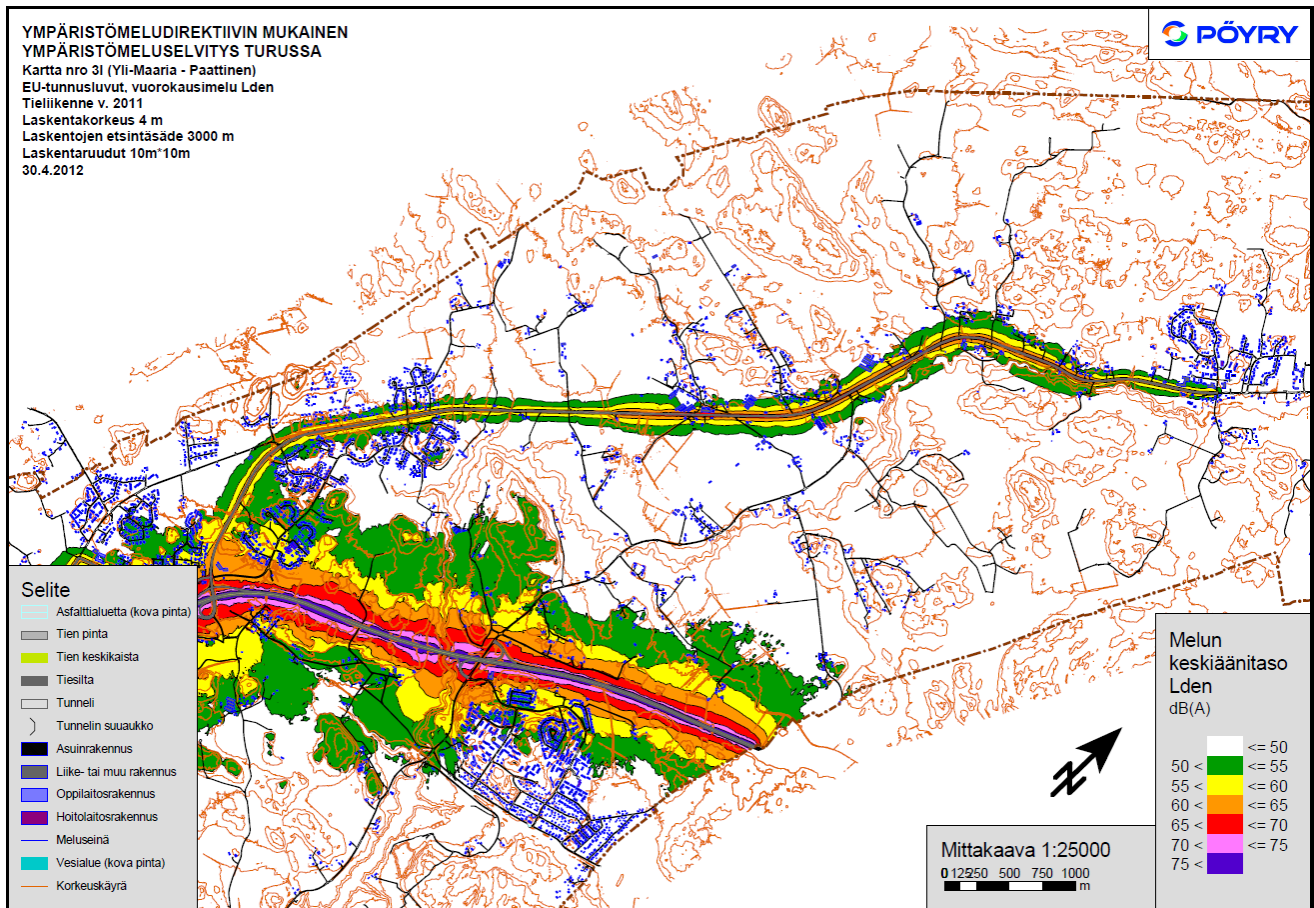 YMPÄRISTÖMELUDIREKTIIVIN MUKAINEN
YMPÄRISTÖMELUSELVITYS TURUSSA
Kartta nro 3l (Yli-Maaria - Paattinen)
EU-tunnusluvut, vuorokausimelu Lden
Tieliikenne v. 2011
Laskentakorkeus 4 m
Laskentojen etsintäsäde 3000 m
Laskentaruudut 10m*10m
30.4.2012
PÖYRY
Selite
Asfalttialuetta (kova pinta)
Tien pinta
Tien keskikaista
Tiesilta
Tunneli
Tunnelin suuaukko
Asuinrakennus
Liike- tai muu rakennus
Oppilaitosrakennus
Hoitolaitosrakennus
Meluseinä
Vesialue (kova pinta)
Korkeuskäyrä
N
Mittakaava 1:25000
0 125 250 500 750 1000
m
Melun
keskiäänitaso
Lden
dB(A)
<= 50
50 < <= 55
55 < <= 60
60 < <= 65
65 < <= 70
70 < <= 75
75 <